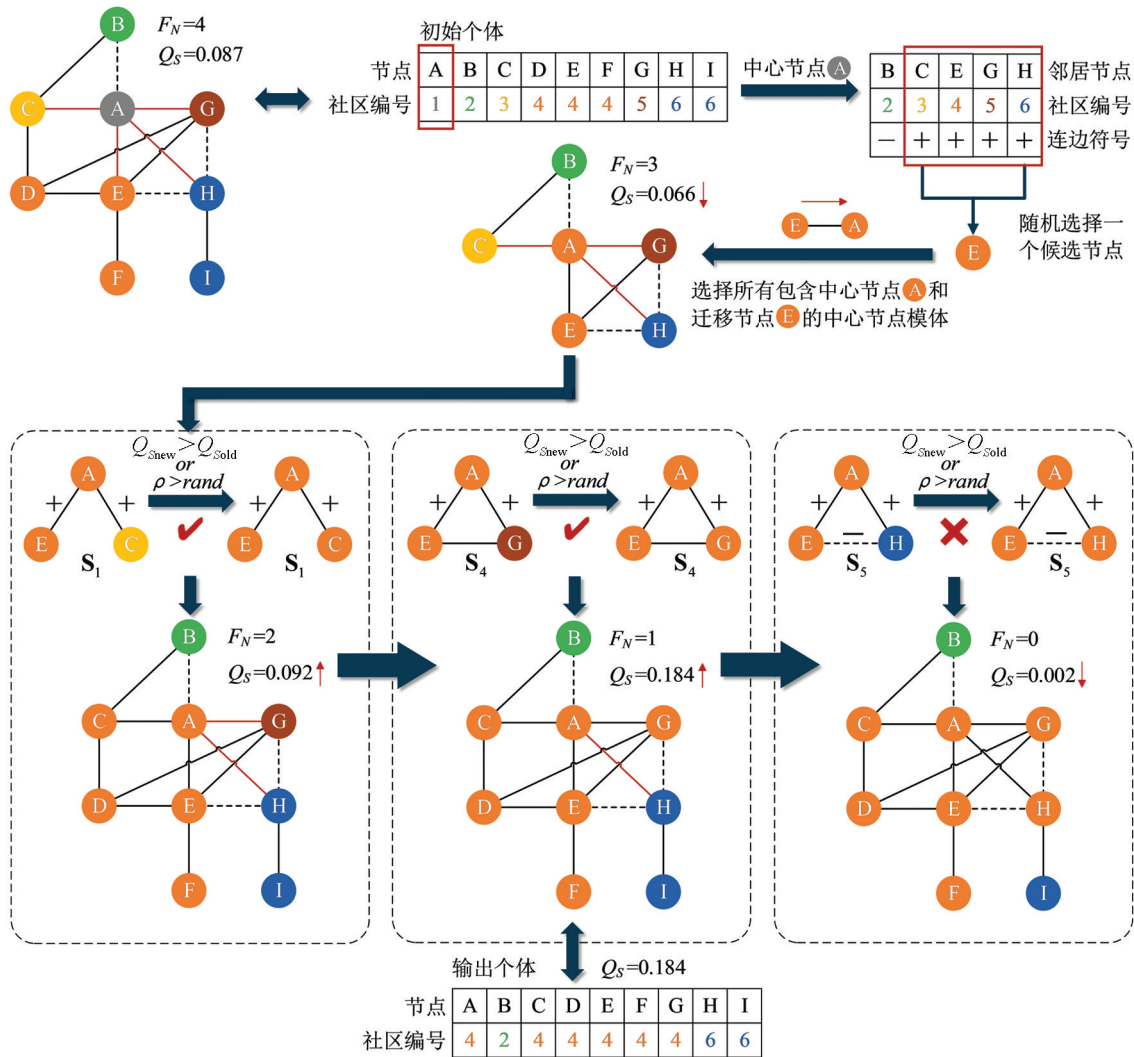 B
F_N=4
Q_S=0.087
C A G
D E H
F I
初始个体
节点 A B C D E F G H I
社区编号 1 2 3 4 4 4 5 6 6
中心节点A
B C E G H 邻居节点
2 3 4 5 6 社区编号
− + + + + 连边符号
随机选择一
个候选节点
E
E A
选择所有包含中心节点A和
迁移节点E的中心节点模体
B
F_N=3
Q_S=0.066↓
C A G
E H
Q_Snew>Q_Sold
or
ρ>rand
A A
+ + + +
E C E C
✔
S₁ S₁
B
F_N=2
Q_S=0.092↑
C A G
D E H
F I
Q_Snew>Q_Sold
or
ρ>rand
A A
+ + + +
E G E G
✔
S₄ S₄
B
F_N=1
Q_S=0.184↑
C A G
D E H
F I
Q_Snew>Q_Sold
or
ρ>rand
A A
+ + + +
E − H E − H
✖
S₅ S₅
B
F_N=0
Q_S=0.002↓
C A G
D E H
F I
输出个体 Q_S=0.184
节点 A B C D E F G H I
社区编号 4 2 4 4 4 4 4 6 6